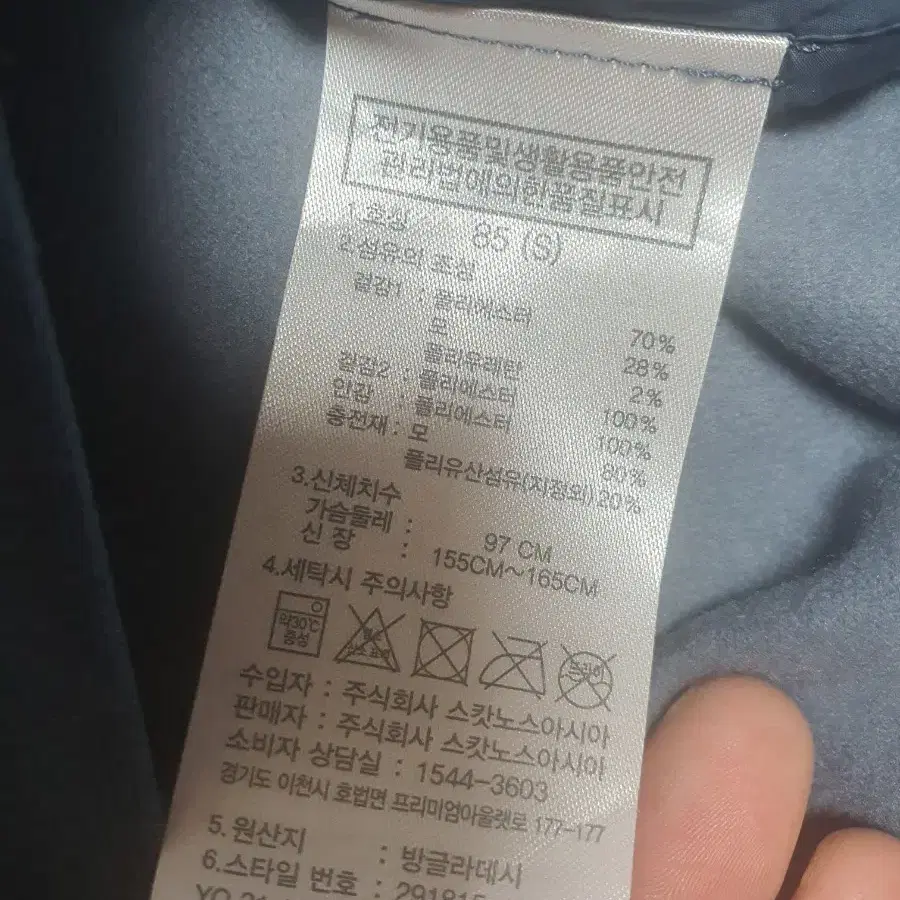 전기용품및생활용품안전
관리법에의한품질표시
1.호칭 85 (S)
2.섬유의 조성
겉감1 : 폴리에스터 70%
모 28%
폴리우레탄 2%
겉감2 : 폴리에스터 100%
안감 : 폴리에스터 100%
충전재 : 모 80%
폴리유산섬유(지정외) 20%
3.신체치수
가슴둘레 : 97 CM
신 장 : 155CM~165CM
4.세탁시 주의사항
약30℃
중성
염소
산소 표백
드라이
수입자 : 주식회사 스캇노스아시아
판매자 : 주식회사 스캇노스아시아
소비자 상담실 : 1544-3603
경기도 이천시 호법면 프리미엄아울렛로 177-177
5.원산지 : 방글라데시
6.스타일 번호 : 291815